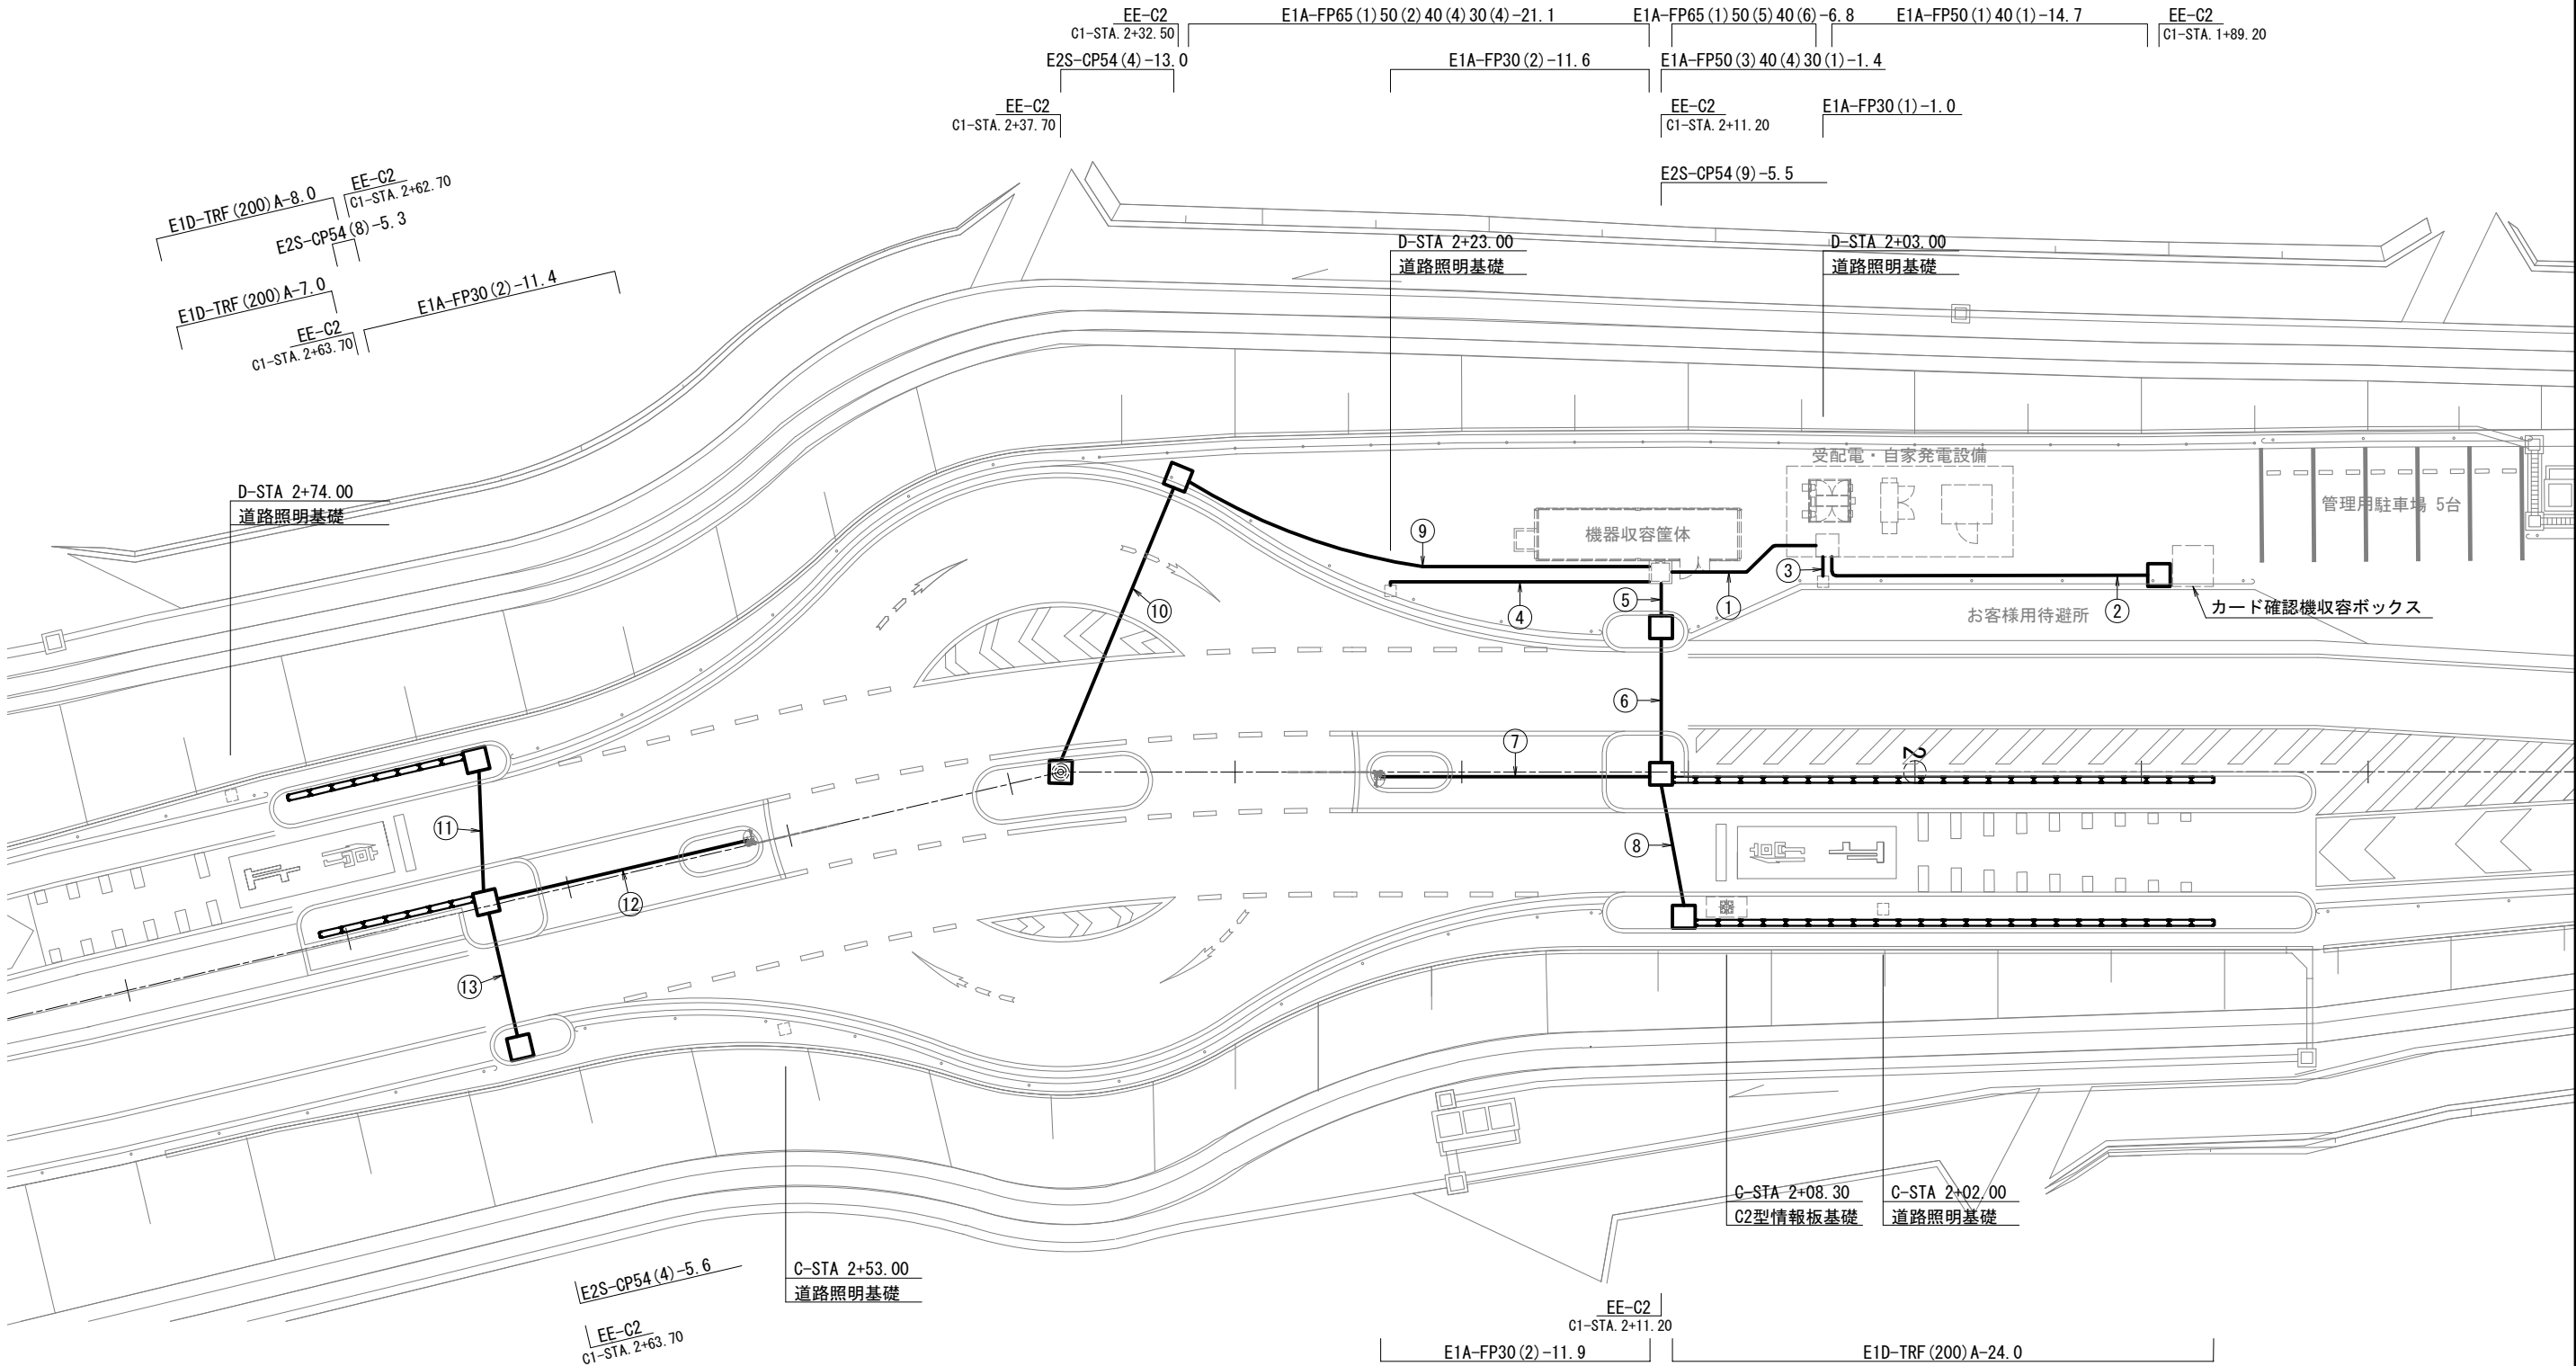 EE-C2
C1-STA.2+32.50
E1A-FP65(1)50(2)40(4)30(4)-21.1
E1A-FP65(1)50(5)40(6)-6.8
E1A-FP50(1)40(1)-14.7
EE-C2
C1-STA.1+89.20
E2S-CP54(4)-13.0
E1A-FP30(2)-11.6
E1A-FP50(3)40(4)30(1)-1.4
EE-C2
C1-STA.2+37.70
EE-C2
C1-STA.2+11.20
E1A-FP30(1)-1.0
E2S-CP54(9)-5.5
E1D-TRF(200)A-8.0
EE-C2
C1-STA.2+62.70
E2S-CP54(8)-5.3
E1D-TRF(200)A-7.0
E1A-FP30(2)-11.4
EE-C2
C1-STA.2+63.70
D-STA 2+23.00
道路照明基礎
D-STA 2+03.00
道路照明基礎
受配電・自家発電設備
D-STA 2+74.00
道路照明基礎
管理用駐車場 5台
機器収容筐体
⑨
③
⑩
④
⑤
①
②
カード確認機収容ボックス
お客様用待避所
⑥
⑦
2
⑪
⑧
⑫
⑬
C-STA 2+08.30
C2型情報板基礎
C-STA 2+02.00
道路照明基礎
E2S-CP54(4)-5.6
C-STA 2+53.00
道路照明基礎
EE-C2
C1-STA.2+63.70
EE-C2
C1-STA.2+11.20
E1A-FP30(2)-11.9
E1D-TRF(200)A-24.0